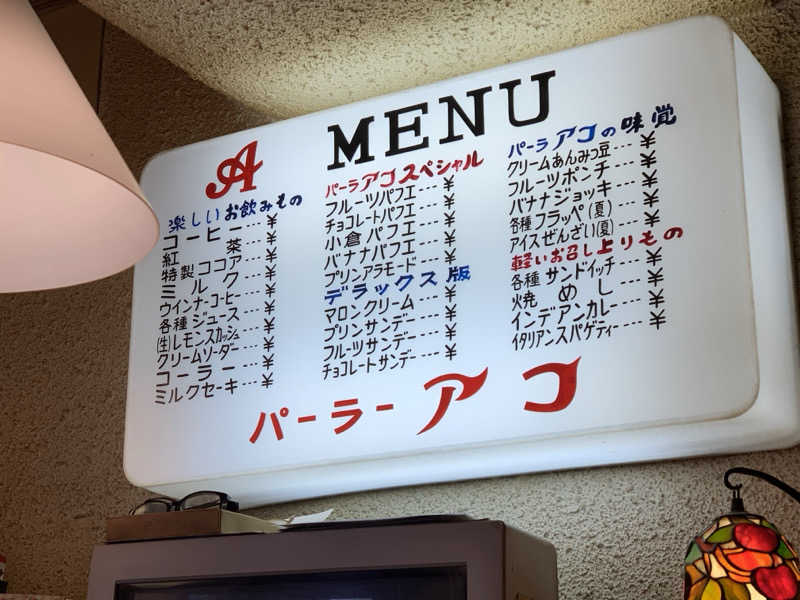 MENU
A
楽しいお飲みもの
コーヒー---¥
紅茶---¥
特製ココア---¥
ミルク---¥
ウインナーコーヒー---¥
各種ジュース---¥
(生)レモンスカッシュ---¥
クリームソーダー---¥
コーラー---¥
ミルクセーキ---¥
パーラアコスペシャル
フルーツパフエ---¥
チョコレートパフエ---¥
小倉パフエ---¥
バナナパフエ---¥
プリンアラモード---¥
デラックス版
マロンクリーム---¥
プリンサンデー---¥
フルーツサンデー---¥
チョコレートサンデー---¥
パーラアコの味覚
クリームあんみつ豆---¥
フルーツポンチ---¥
バナナジョッキ---¥
各種フラッペ(夏)---¥
アイスぜんざい(夏)---¥
軽いお召し上りもの
各種サンドイッチ---¥
焼めし---¥
インデアンカレー---¥
イタリアンスパゲティー---¥
パーラーアコ